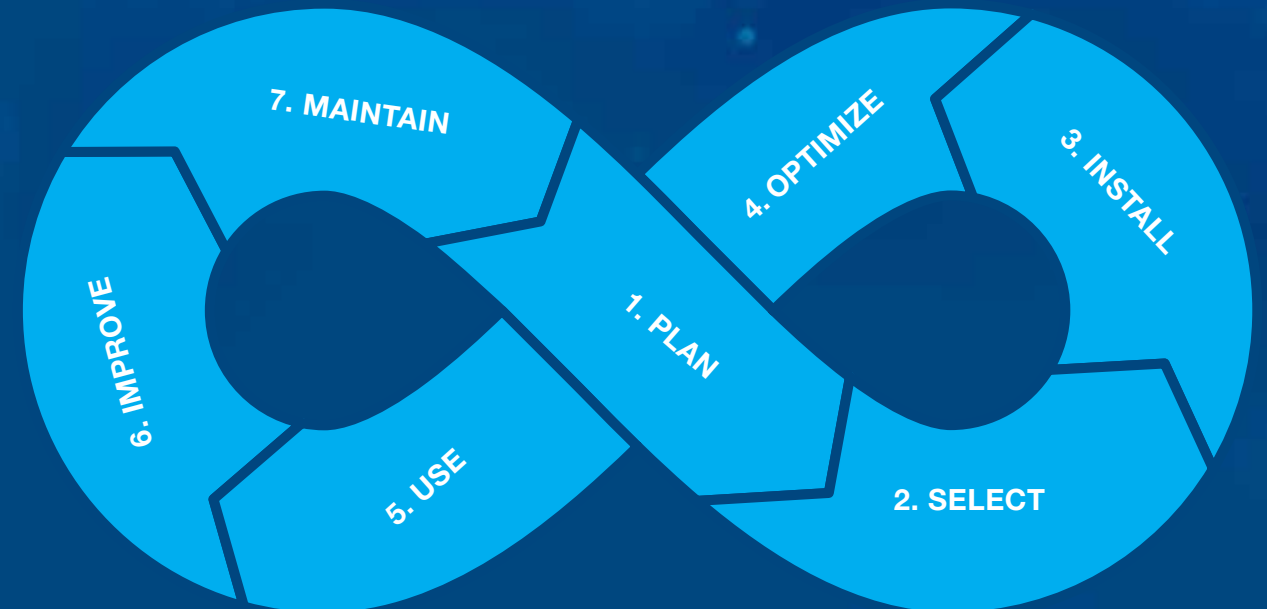 1. PLAN
2. SELECT
3. INSTALL
4. OPTIMIZE
5. USE
6. IMPROVE
7. MAINTAIN